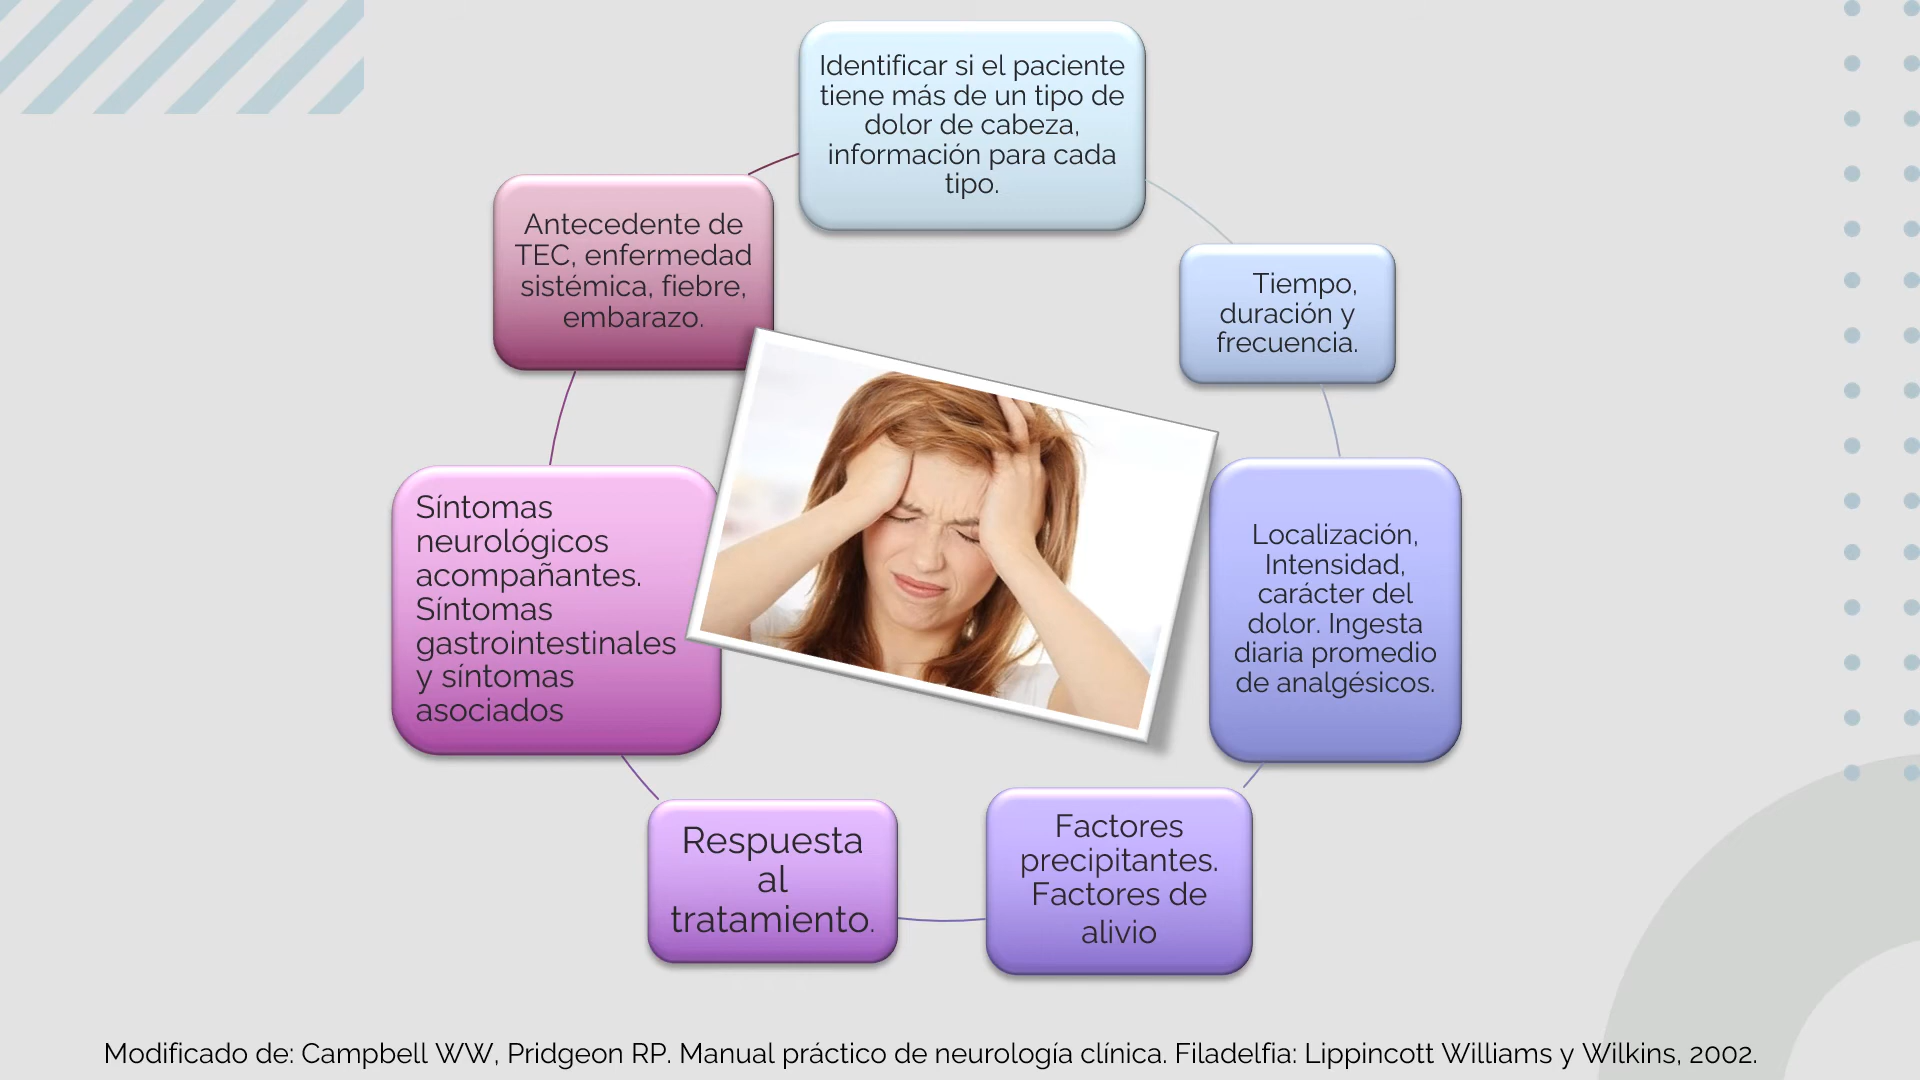 Identificar si el paciente
tiene más de un tipo de
dolor de cabeza,
información para cada
tipo.
Tiempo,
duración y
frecuencia.
Localización,
Intensidad,
carácter del
dolor. Ingesta
diaria promedio
de analgésicos.
Factores
precipitantes.
Factores de
alivio
Respuesta
al
tratamiento.
Síntomas
neurológicos
acompañantes.
Síntomas
gastrointestinales
y síntomas
asociados
Antecedente de
TEC, enfermedad
sistémica, fiebre,
embarazo.
Modificado de: Campbell WW, Pridgeon RP. Manual práctico de neurología clínica. Filadelfia: Lippincott Williams y Wilkins, 2002.